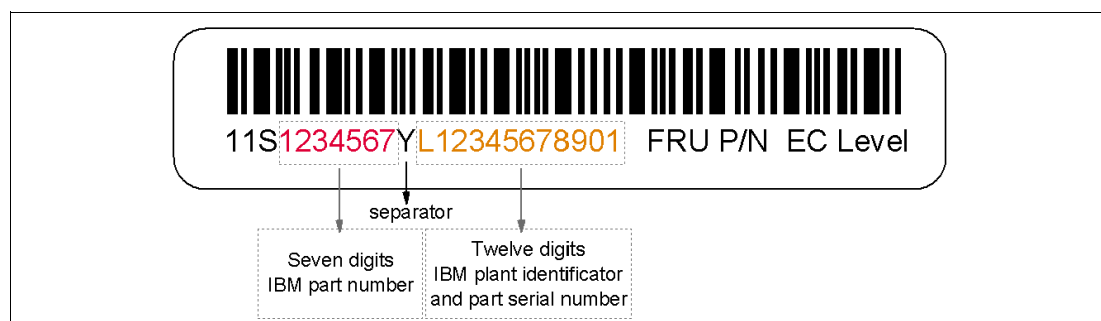 11S1234567YL12345678901 FRU P/N EC Level
separator
Seven digits
IBM part number
Twelve digits
IBM plant identificator
and part serial number